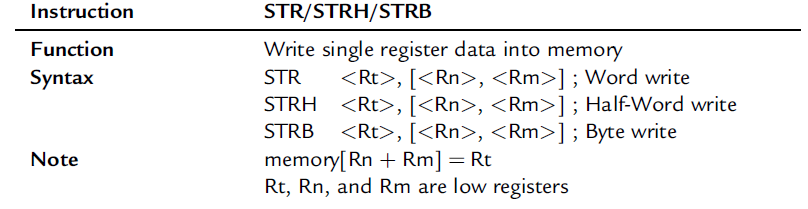 Instruction STR/STRH/STRB
Function Write single register data into memory
Syntax STR <Rt>, [<Rn>, <Rm>] ; Word write
STRH <Rt>, [<Rn>, <Rm>] ; Half-Word write
STRB <Rt>, [<Rn>, <Rm>] ; Byte write
Note memory[Rn + Rm] = Rt
Rt, Rn, and Rm are low registers